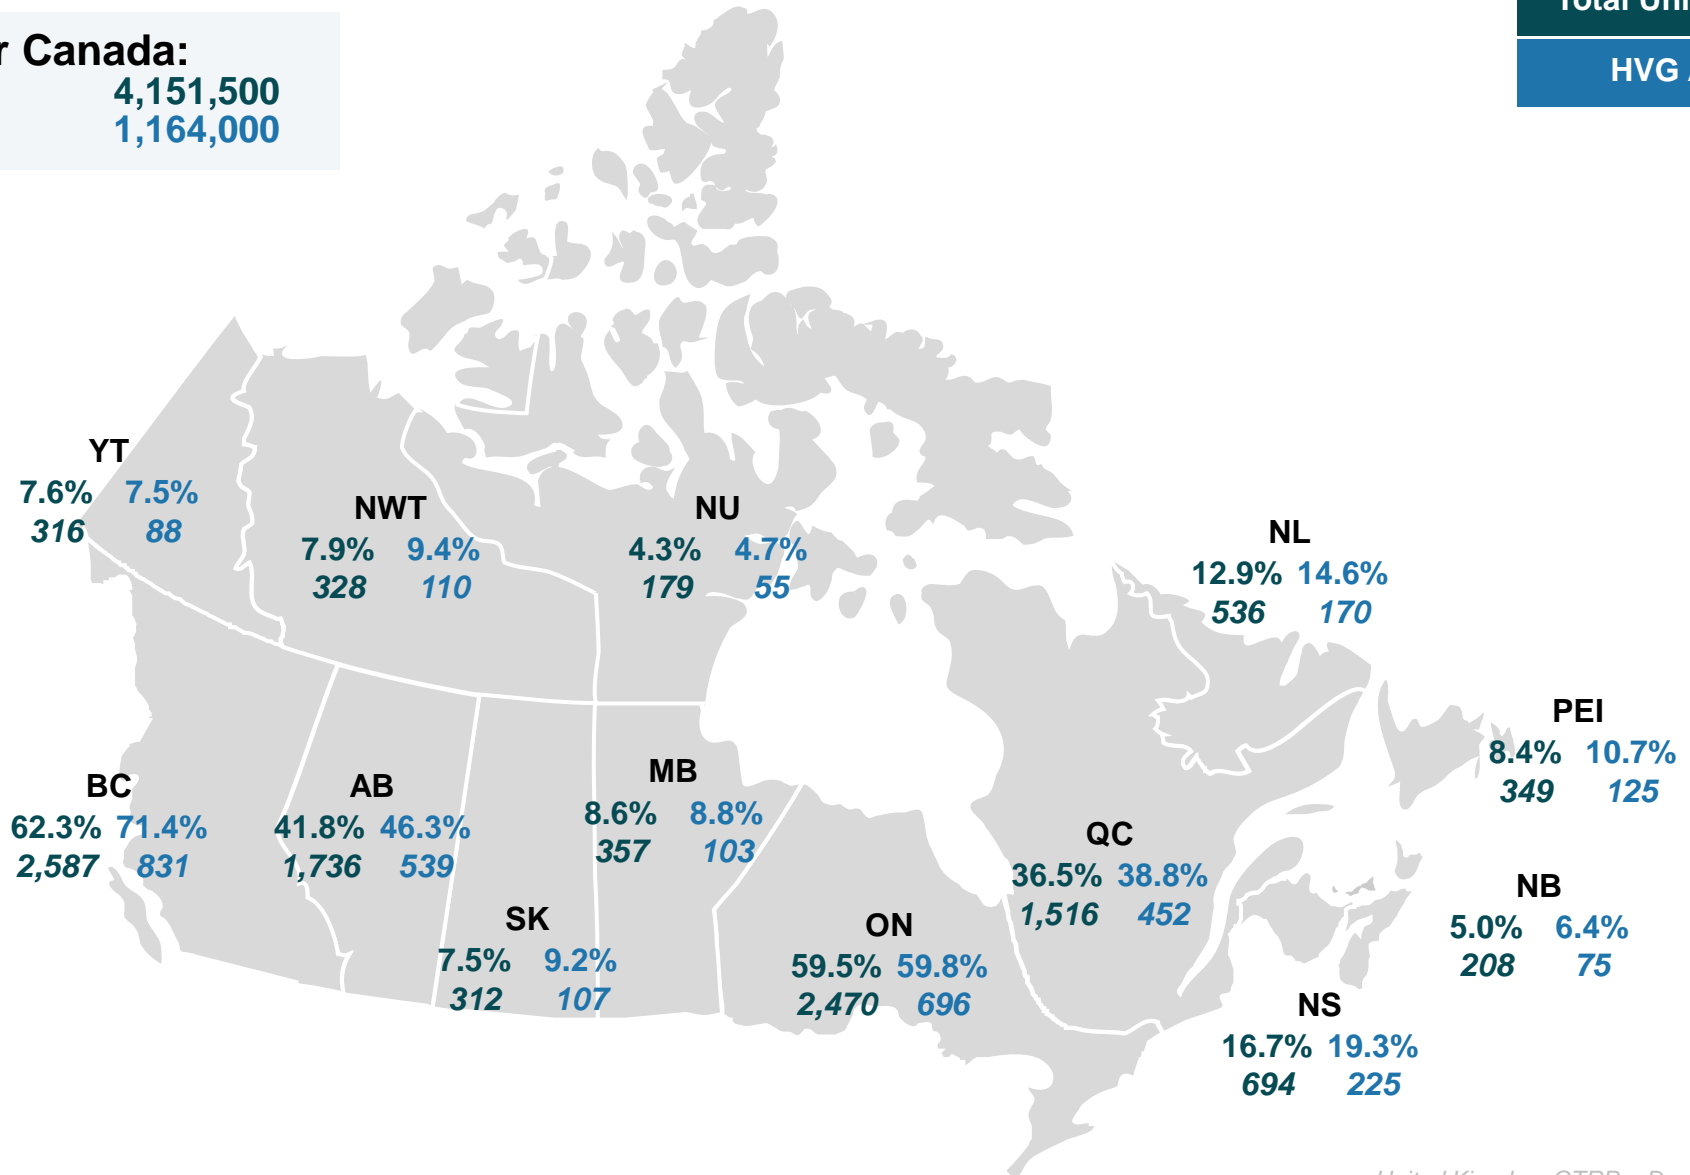 r Canada:
4,151,500
1,164,000
Total Uni
HVG
YT
7.6% 7.5%
316 88
NWT
7.9% 9.4%
328 110
NU
4.3% 4.7%
179 55
NL
12.9% 14.6%
536 170
PEI
8.4% 10.7%
349 125
BC
62.3% 71.4%
2,587 831
AB
41.8% 46.3%
1,736 539
MB
8.6% 8.8%
357 103
QC
36.5% 38.8%
1,516 452
NB
5.0% 6.4%
208 75
SK
7.5% 9.2%
312 107
ON
59.5% 59.8%
2,470 696
NS
16.7% 19.3%
694 225